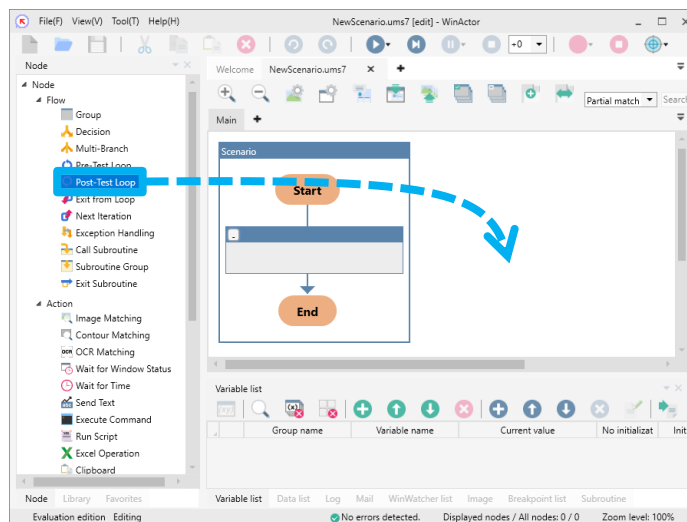 File(F) View(V) Tool(T) Help(H)
NewScenario.ums7 [edit] - WinActor
+0
Node
Welcome NewScenario.ums7
Node
Flow
Group
Decision
Multi-Branch
Pre-Test Loop
Post-Test Loop
Exit from Loop
Next Iteration
Exception Handling
Call Subroutine
Subroutine Group
Exit Subroutine
Action
Image Matching
Contour Matching
OCR OCR Matching
Wait for Window Status
Wait for Time
Send Text
Execute Command
Run Script
Excel Operation
Clipboard
Node Library Favorites
Partial match Search
Main
Scenario
Start
End
Variable list
Group name Variable name Current value No initializat Init
Variable list Data list Log Mail WinWatcher list Image Breakpoint list Subroutine
Evaluation edition Editing No errors detected. Displayed nodes / All nodes: 0 / 0 Zoom level: 100%